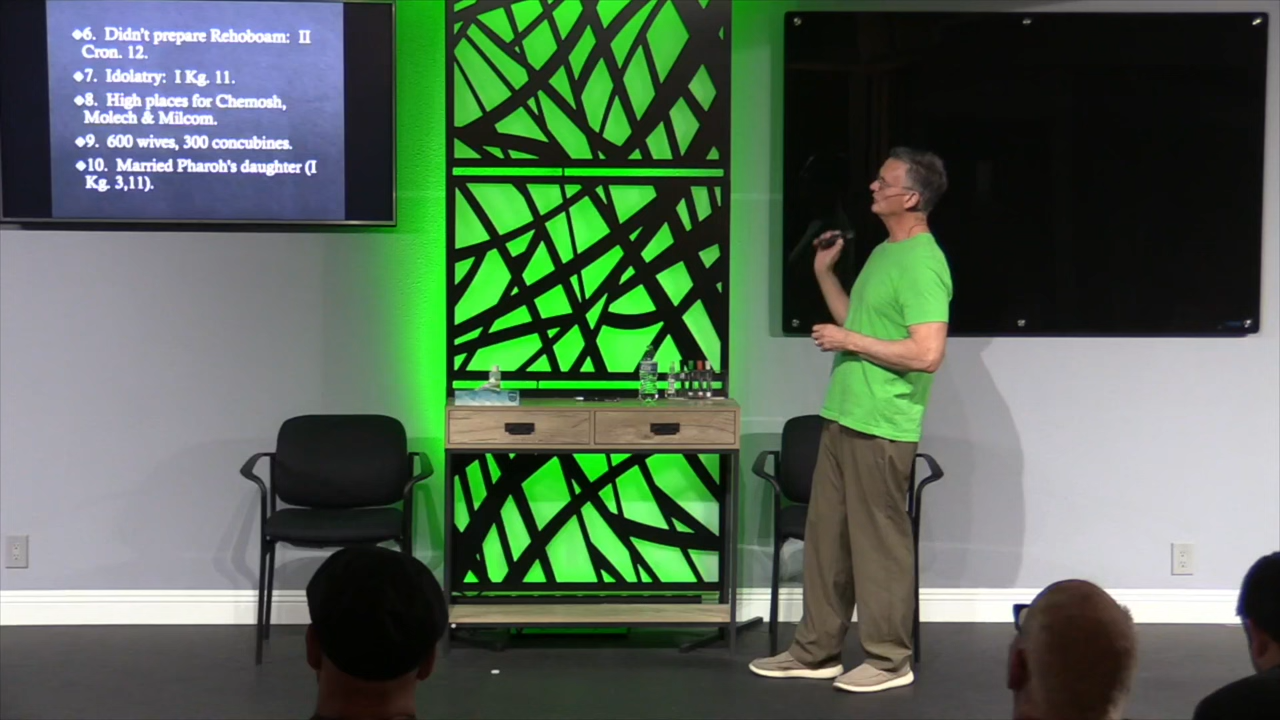 ❖6. Didn't prepare Rehoboam: II
Cron. 12.
❖7. Idolatry: I Kg. 11.
❖8. High places for Chemosh,
Molech & Milcom.
❖9. 600 wives, 300 concubines.
❖10. Married Pharoh's daughter (I
Kg. 3,11).